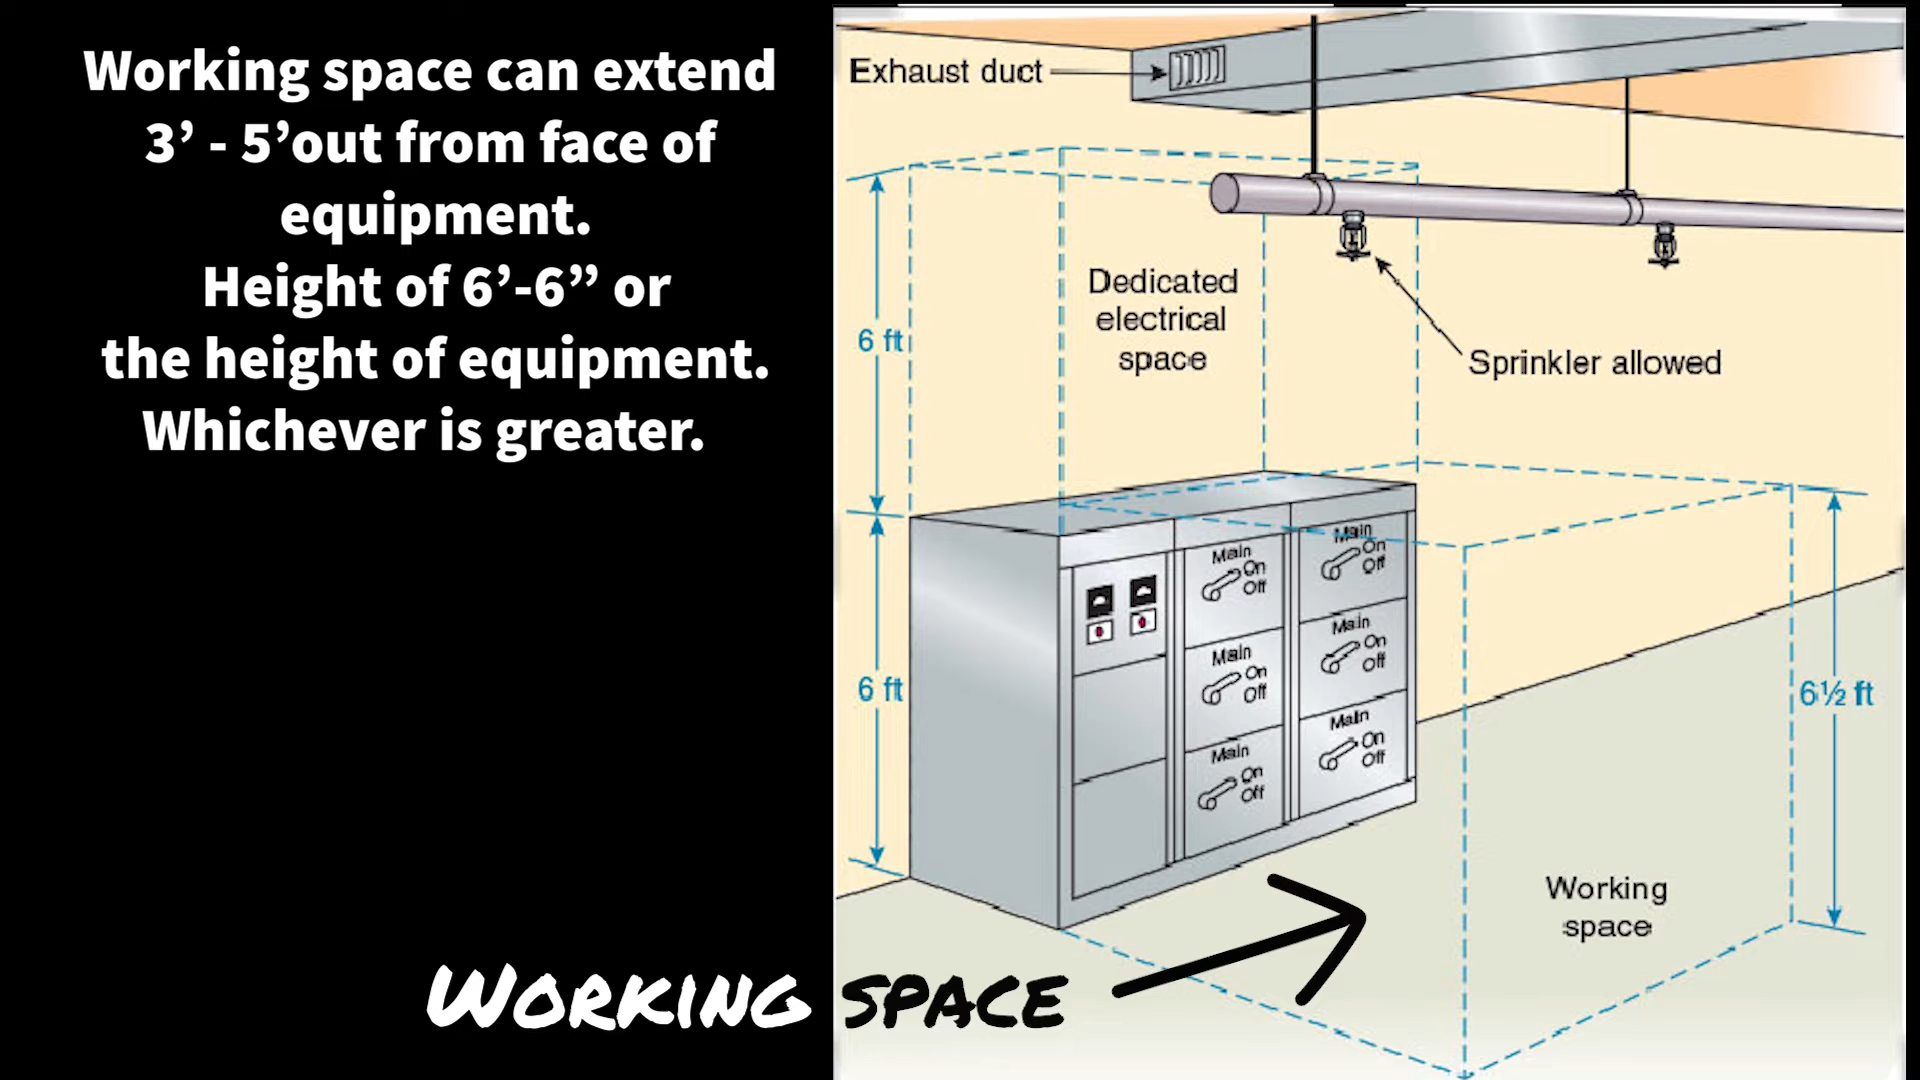 Working space can extend
3’ - 5’out from face of
equipment.
Height of 6’-6” or
the height of equipment.
Whichever is greater.
Exhaust duct
Dedicated
electrical
space
6 ft
Sprinkler allowed
Main
On
Off
Main
On
Off
Main
On
Off
Main
On
Off
Main
On
Off
Main
On
Off
6 ft
6½ ft
Working
space
WORKING SPACE